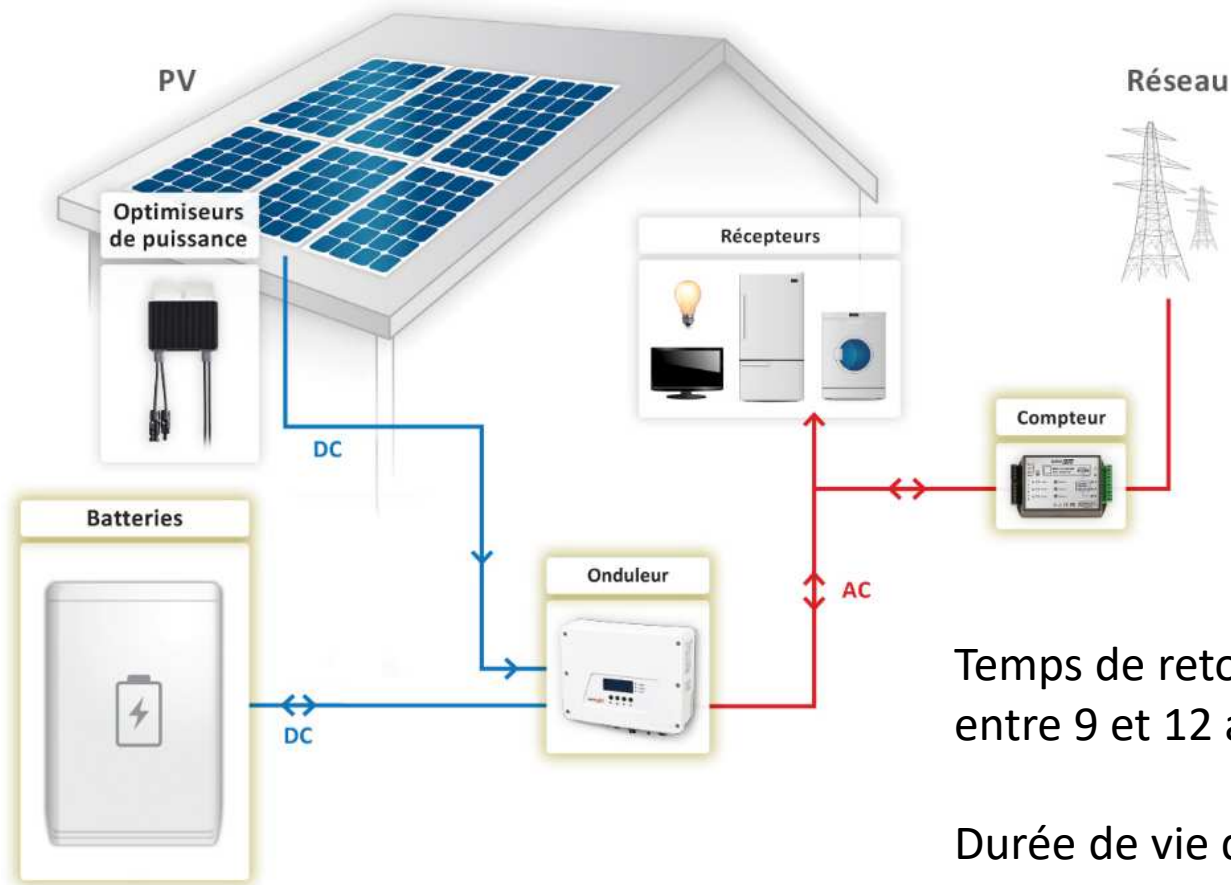 PV
Réseau
Optimiseurs
de puissance
Récepteurs
DC
Compteur
Batteries
Onduleur
AC
DC
Temps de reto
entre 9 et 12 a
Durée de vie d